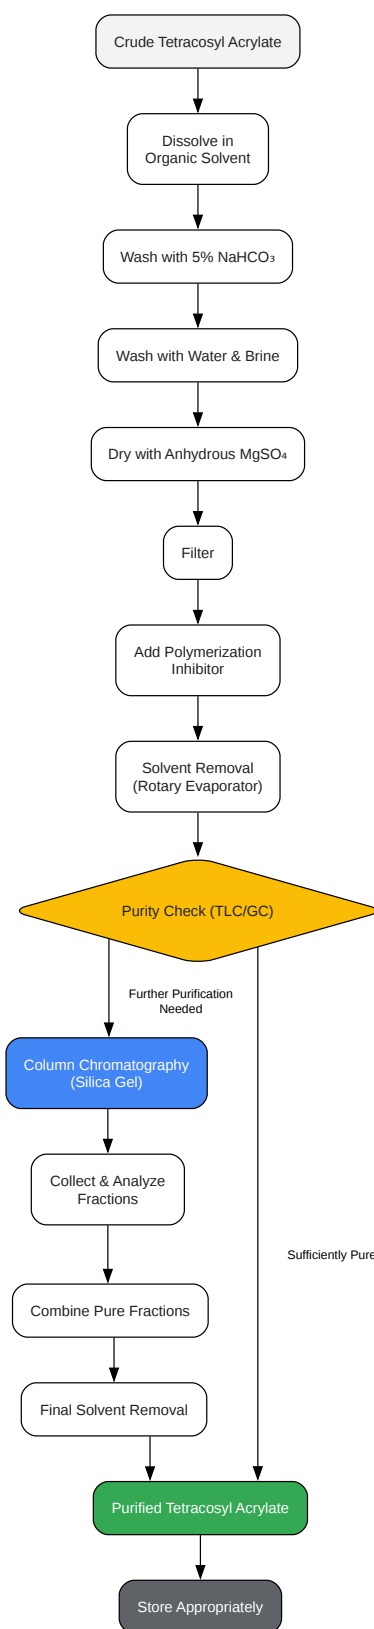 Crude Tetracosyl Acrylate
Dissolve in
Organic Solvent
Wash with 5% NaHCO₃
Wash with Water & Brine
Dry with Anhydrous MgSO₄
Filter
Add Polymerization
Inhibitor
Solvent Removal
(Rotary Evaporator)
Purity Check (TLC/GC)
Further Purification
Needed
Column Chromatography
(Silica Gel)
Collect & Analyze
Fractions
Sufficiently Pure
Combine Pure Fractions
Final Solvent Removal
Purified Tetracosyl Acrylate
Store Appropriately